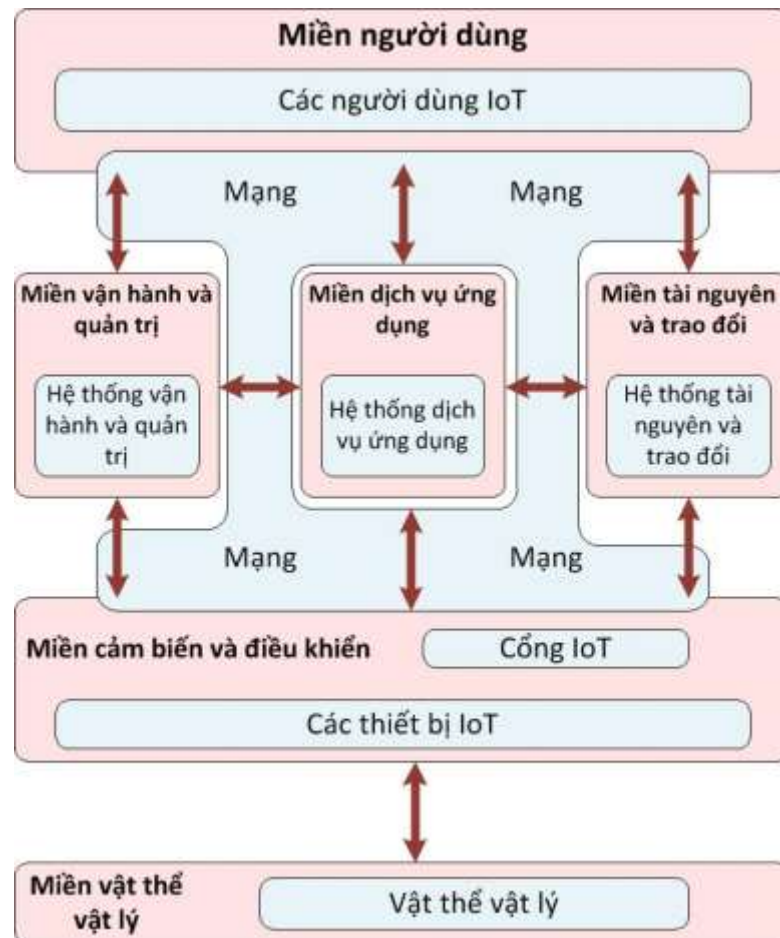 Miền người dùng
Các người dùng IoT
Mạng
Mạng
Miền vận hành và
quản trị
Hệ thống vận
hành và quản
trị
Miền dịch vụ ứng
dụng
Hệ thống dịch
vụ ứng dụng
Miền tài nguyên
và trao đổi
Hệ thống tài
nguyên và
trao đổi
Mạng
Mạng
Miền cảm biến và điều khiển
Cổng IoT
Các thiết bị IoT
Miền vật thể
vật lý
Vật thể vật lý